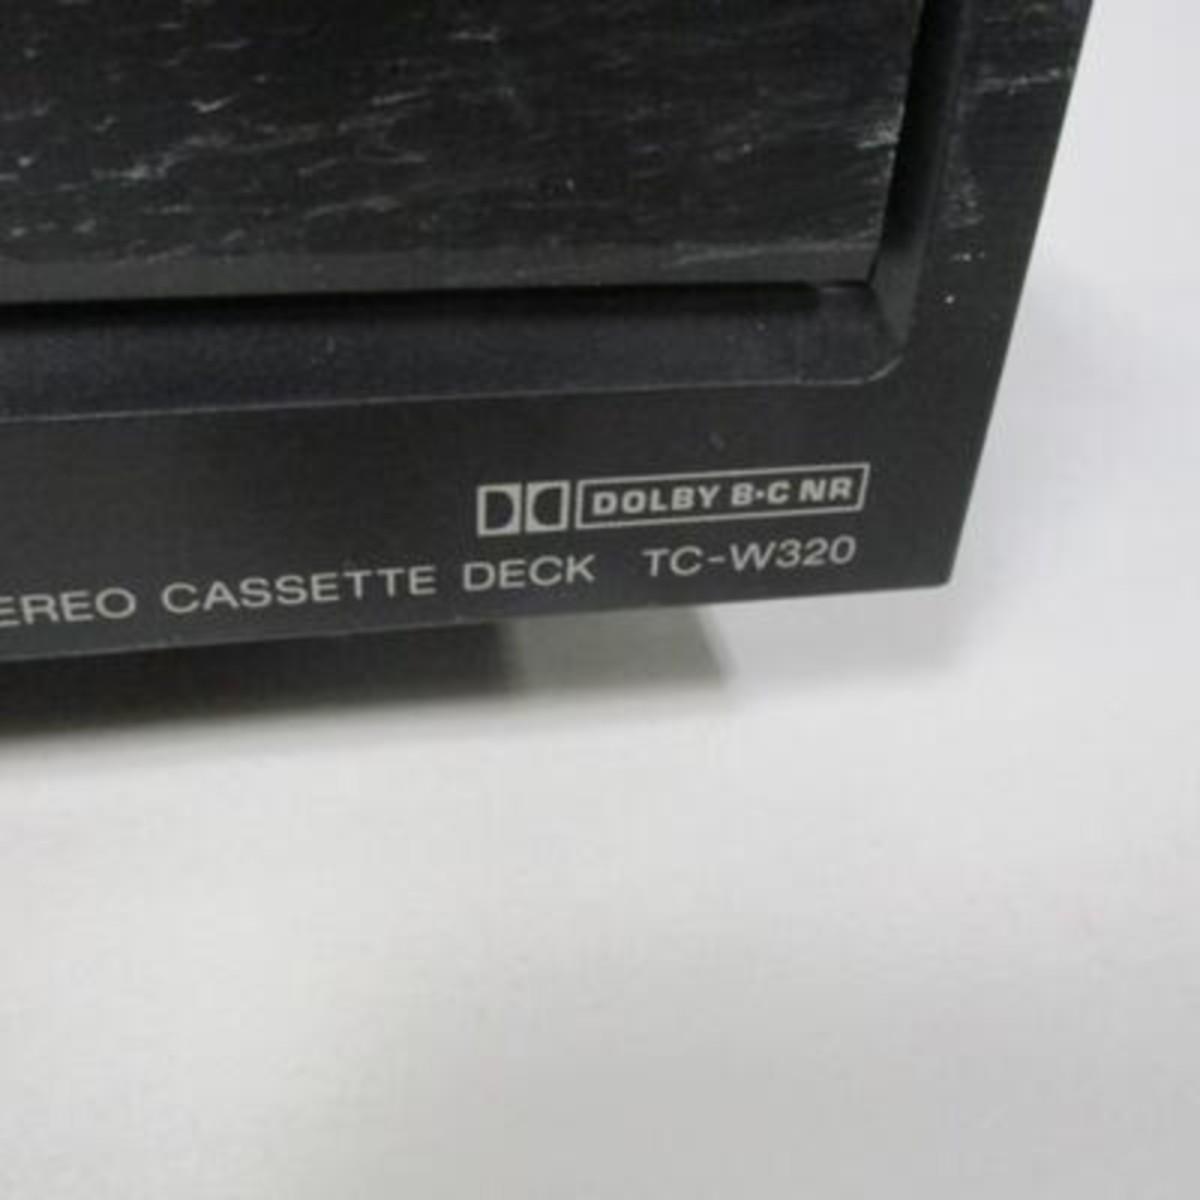 DOLBY B·C NR
EREO CASSETTE DECK TC-W320